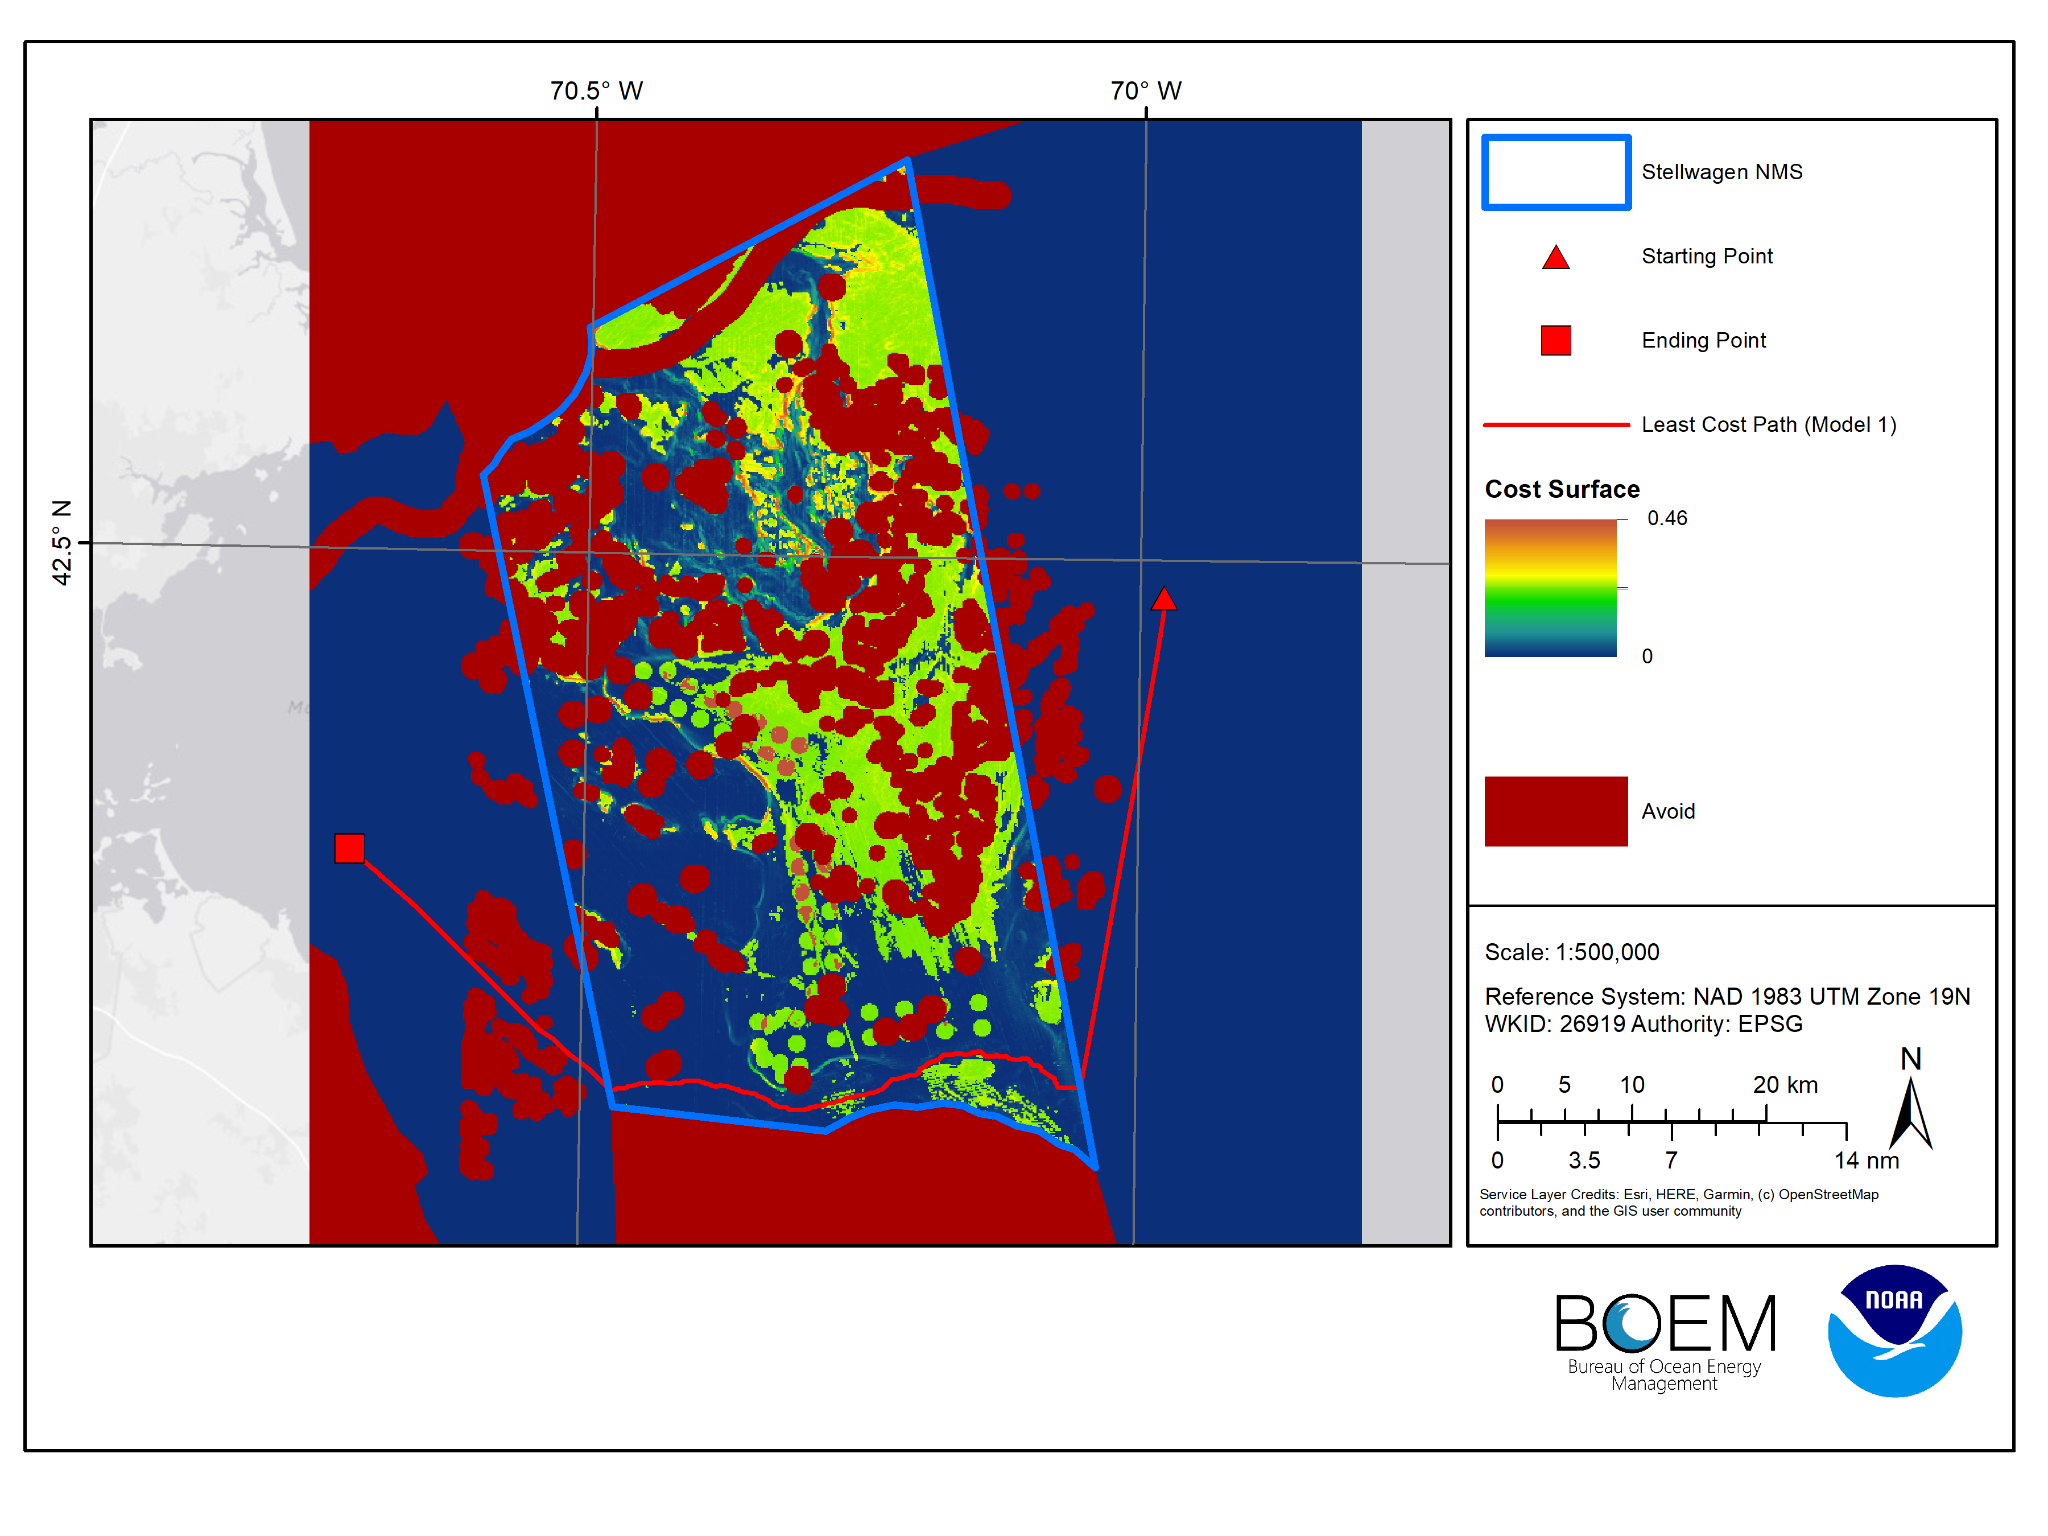 70.5° W
70° W
42.5° N
Stellwagen NMS
Starting Point
Ending Point
Least Cost Path (Model 1)
Cost Surface
0.46
0
Avoid
Scale: 1:500,000
Reference System: NAD 1983 UTM Zone 19N
WKID: 26919 Authority: EPSG
N
0 5 10 20 km
0 3.5 7 14 nm
Service Layer Credits: Esri, HERE, Garmin, (c) OpenStreetMap
contributors, and the GIS user community
BOEM
Bureau of Ocean Energy
Management
NOAA